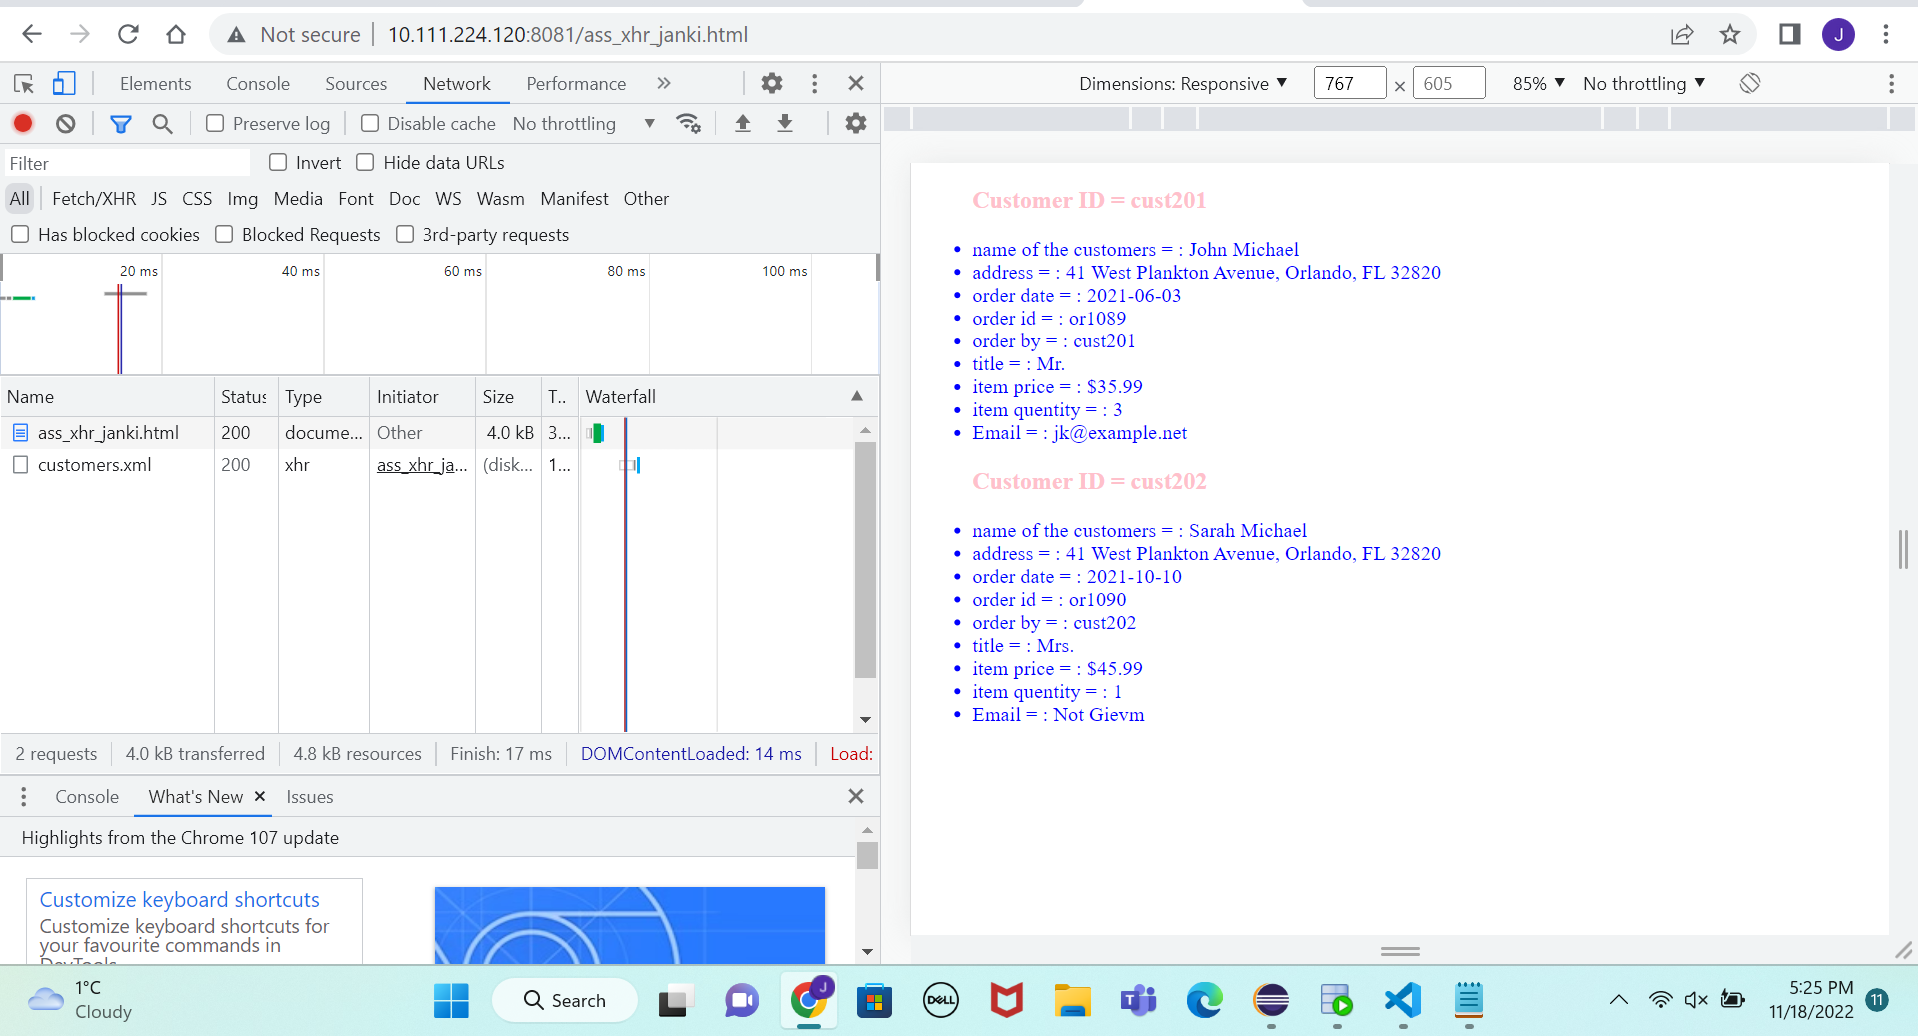 Not secure
10.111.224.120:8081/ass_xhr_janki.html
J
Elements Console Sources Network Performance
Dimensions: Responsive 767 × 605 85% No throttling
Preserve log Disable cache No throttling
Filter Invert Hide data URLs
All Fetch/XHR JS CSS Img Media Font Doc WS Wasm Manifest Other
Has blocked cookies Blocked Requests 3rd-party requests
20 ms 40 ms 60 ms 80 ms 100 ms
Name Status Type Initiator Size T.. Waterfall
ass_xhr_janki.html 200 docume... Other 4.0 kB 3...
customers.xml 200 xhr ass_xhr_ja... (disk... 1...
2 requests 4.0 kB transferred 4.8 kB resources Finish: 17 ms DOMContentLoaded: 14 ms Load:
Console What's New Issues
Highlights from the Chrome 107 update
Customize keyboard shortcuts
Customize keyboard shortcuts for
your favourite commands in
DevTools
Customer ID = cust201
name of the customers = : John Michael
address = : 41 West Plankton Avenue, Orlando, FL 32820
order date = : 2021-06-03
order id = : or1089
order by = : cust201
title = : Mr.
item price = : $35.99
item quentity = : 3
Email = : jk@example.net
Customer ID = cust202
name of the customers = : Sarah Michael
address = : 41 West Plankton Avenue, Orlando, FL 32820
order date = : 2021-10-10
order id = : or1090
order by = : cust202
title = : Mrs.
item price = : $45.99
item quentity = : 1
Email = : Not Gievm
1°C
Cloudy
Search
J
DELL
T
5:25 PM
11/18/2022
11